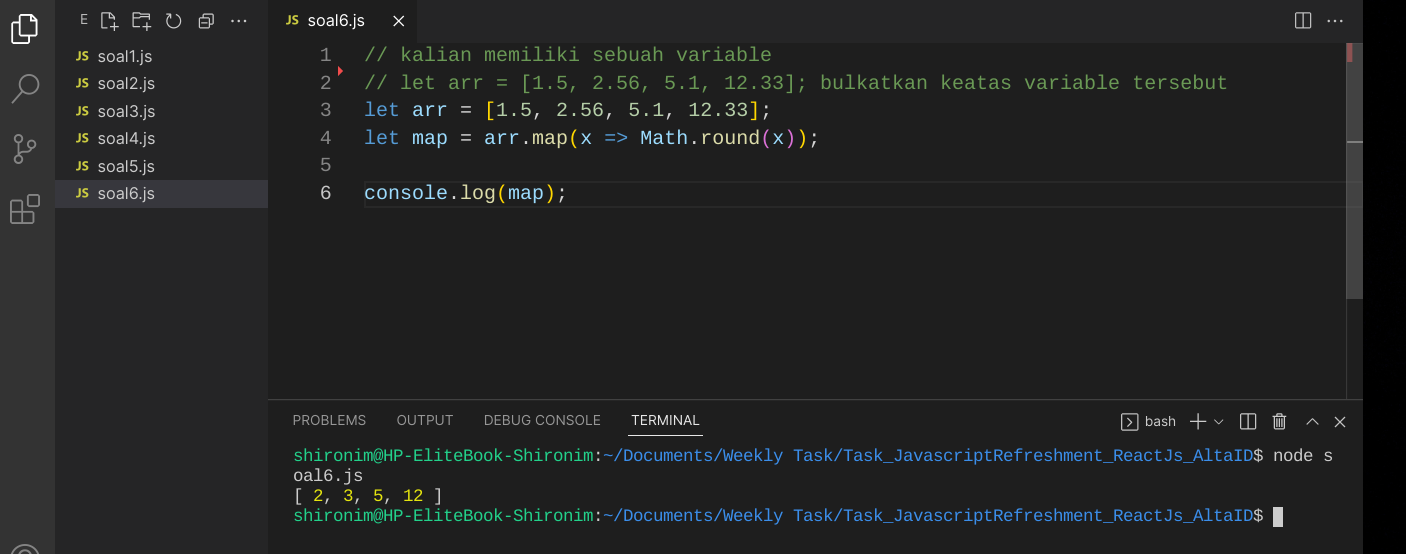 E
JS soal1.js
JS soal2.js
JS soal3.js
JS soal4.js
JS soal5.js
JS soal6.js
JS soal6.js
1 // kalian memiliki sebuah variable
2 // let arr = [1.5, 2.56, 5.1, 12.33]; bulkatkan keatas variable tersebut
3 let arr = [1.5, 2.56, 5.1, 12.33];
4 let map = arr.map(x => Math.round(x));
5
6 console.log(map);
PROBLEMS OUTPUT DEBUG CONSOLE TERMINAL bash
shironim@HP-EliteBook-Shironim:~/Documents/Weekly Task/Task_JavascriptRefreshment_ReactJs_AltaID$ node s
oal6.js
[ 2, 3, 5, 12 ]
shironim@HP-EliteBook-Shironim:~/Documents/Weekly Task/Task_JavascriptRefreshment_ReactJs_AltaID$